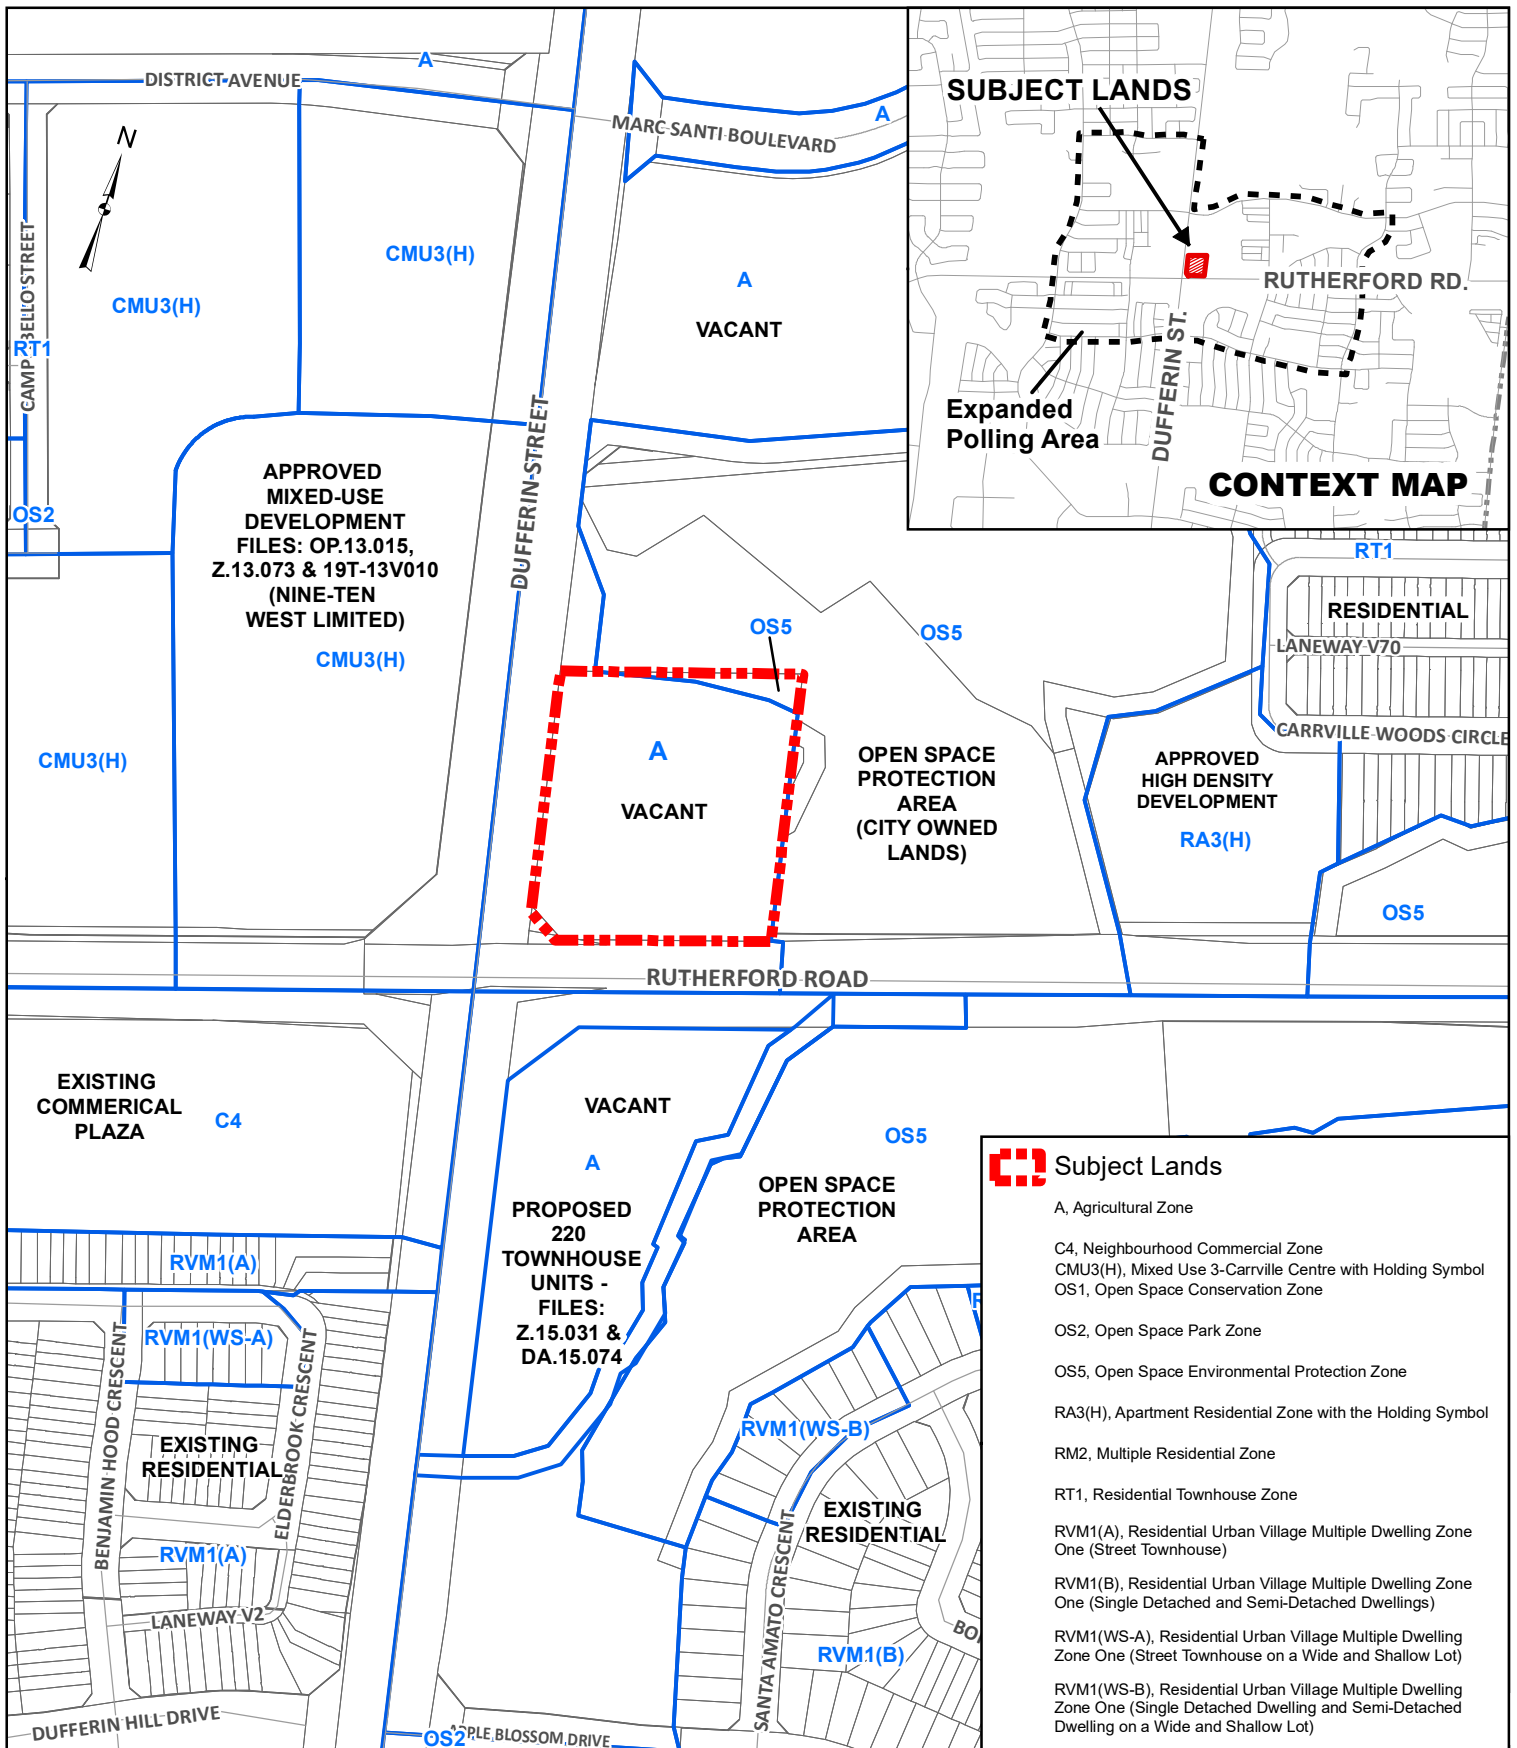 DISTRICT AVENUE
A
MARC SANTI BOULEVARD
A
N
CAMPOBELLO STREET
RT1
OS2
CMU3(H)
CMU3(H)
A
VACANT
DUFFERIN STREET
APPROVED
MIXED-USE
DEVELOPMENT
FILES: OP.13.015,
Z.13.073 & 19T-13V010
(NINE-TEN
WEST LIMITED)
CMU3(H)
CMU3(H)
SUBJECT LANDS
RUTHERFORD RD.
DUFFERIN ST.
Expanded
Polling Area
CONTEXT MAP
OS5
OS5
A
VACANT
OPEN SPACE
PROTECTION
AREA
(CITY OWNED
LANDS)
RT1
RESIDENTIAL
LANEWAY V70
CARRVILLE WOODS CIRCLE
APPROVED
HIGH DENSITY
DEVELOPMENT
RA3(H)
OS5
RUTHERFORD ROAD
EXISTING
COMMERICAL
PLAZA
C4
VACANT
A
PROPOSED
220
TOWNHOUSE
UNITS -
FILES:
Z.15.031 &
DA.15.074
OS5
OPEN SPACE
PROTECTION
AREA
RVM1(A)
RVM1(WS-A)
BENJAMIN HOOD CRESCENT
ELDERBROOK CRESCENT
EXISTING
RESIDENTIAL
RVM1(A)
LANEWAY V2
DUFFERIN HILL DRIVE
OS2
APPLE BLOSSOM DRIVE
RVM1(WS-B)
EXISTING
RESIDENTIAL
SANTA AMATO CRESCENT
RVM1(B)
Subject Lands
A, Agricultural Zone
C4, Neighbourhood Commercial Zone
CMU3(H), Mixed Use 3-Carrville Centre with Holding Symbol
OS1, Open Space Conservation Zone
OS2, Open Space Park Zone
OS5, Open Space Environmental Protection Zone
RA3(H), Apartment Residential Zone with the Holding Symbol
RM2, Multiple Residential Zone
RT1, Residential Townhouse Zone
RVM1(A), Residential Urban Village Multiple Dwelling Zone
One (Street Townhouse)
RVM1(B), Residential Urban Village Multiple Dwelling Zone
One (Single Detached and Semi-Detached Dwellings)
RVM1(WS-A), Residential Urban Village Multiple Dwelling
Zone One (Street Townhouse on a Wide and Shallow Lot)
RVM1(WS-B), Residential Urban Village Multiple Dwelling
Zone One (Single Detached Dwelling and Semi-Detached
Dwelling on a Wide and Shallow Lot)